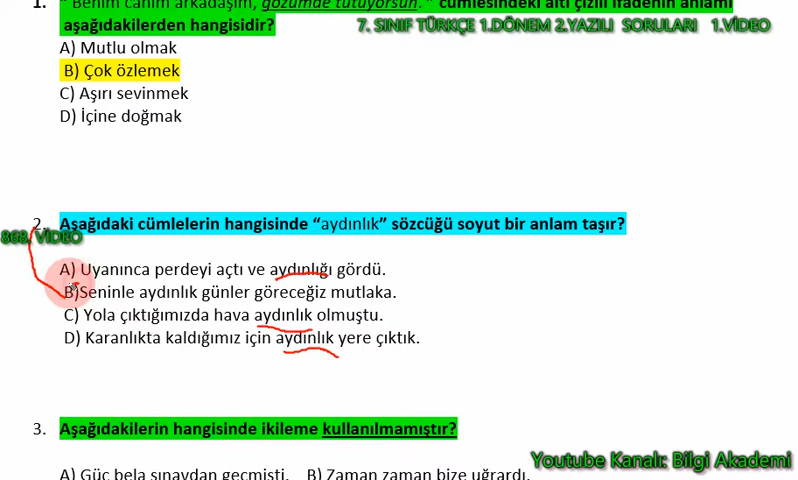 1. " Benim canım arkadaşım, gözümde tütüyorsun. " cümlesindeki altı çizili ifadenin anlamı
aşağıdakilerden hangisidir?
7. SINIF TÜRKÇE 1.DÖNEM 2.YAZILI SORULARI 1.VİDEO
A) Mutlu olmak
B) Çok özlemek
C) Aşırı sevinmek
D) İçine doğmak
2. Aşağıdaki cümlelerin hangisinde “aydınlık” sözcüğü soyut bir anlam taşır?
868. VİDEO
A) Uyanınca perdeyi açtı ve aydınlığı gördü.
B)Seninle aydınlık günler göreceğiz mutlaka.
C) Yola çıktığımızda hava aydınlık olmuştu.
D) Karanlıkta kaldığımız için aydınlık yere çıktık.
3. Aşağıdakilerin hangisinde ikileme kullanılmamıştır?
Youtube Kanalı: Bilgi Akademi
A) Güç bela sınavdan geçmişti. B) Zaman zaman bize uğrardı.